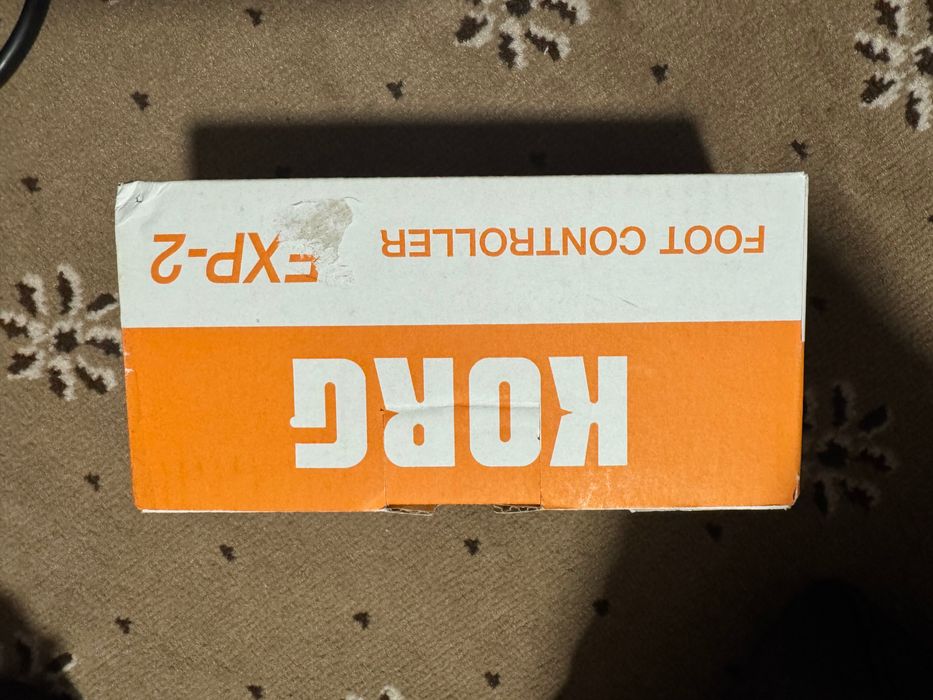 KORG
FOOT CONTROLLER EXP-2